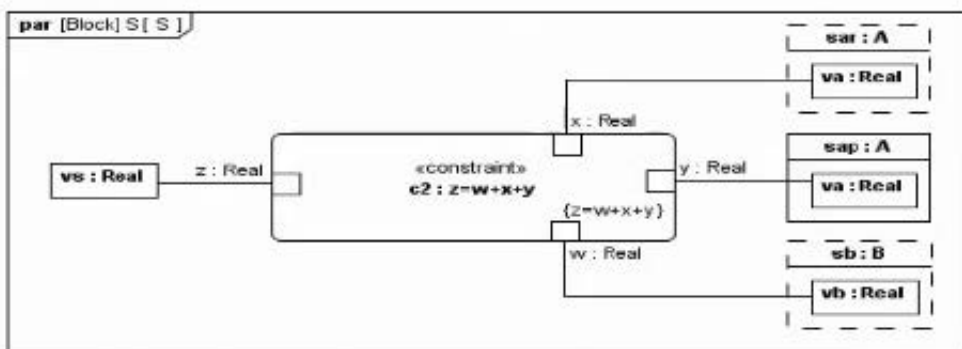 par [Block] S [ S ]
sar : A
va : Real
x : Real
sap : A
«constraint»
y : Real
z : Real
vs : Real
c2 : z=w+x+y
va : Real
{z=w+x+y}
w : Real
sb : B
vb : Real